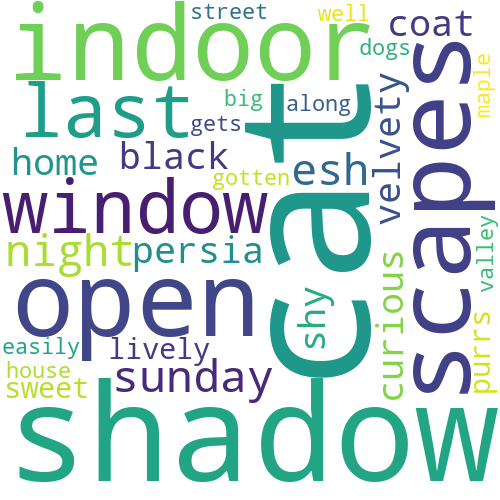 street
well
indoor
coat
dogs
maple
last
big
along
gets
cat
scapes
velvety
home
black
esh
gotten
window
night
persia
valley
open
shy
curious
purrs
easily
lively
house
sweet
sunday
shadow